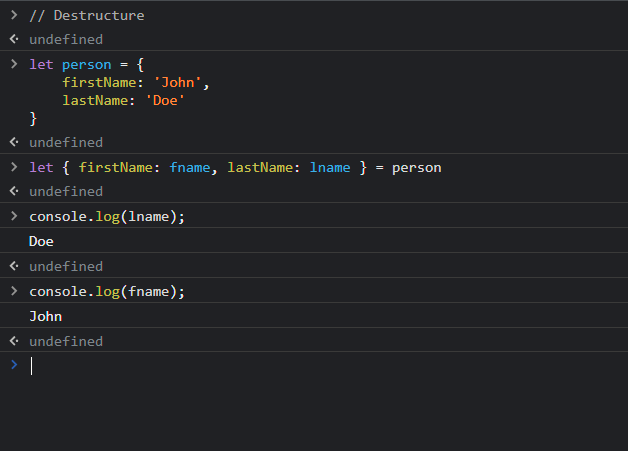 > // Destructure
undefined
> let person = {
    firstName: 'John',
    lastName: 'Doe'
}
undefined
> let { firstName: fname, lastName: lname } = person
undefined
> console.log(lname);
Doe
undefined
> console.log(fname);
John
undefined
>